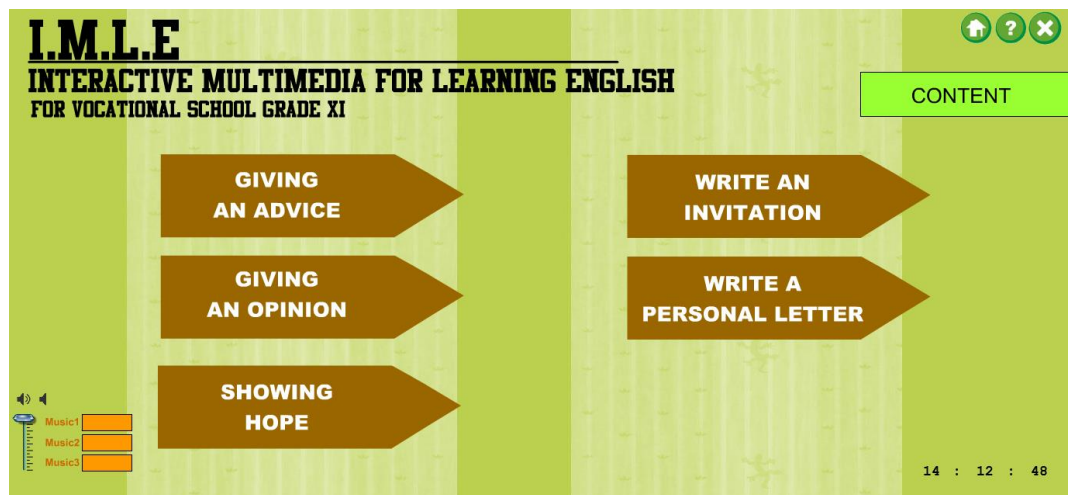 I.M.L.E
INTERACTIVE MULTIMEDIA FOR LEARNING ENGLISH
FOR VOCATIONAL SCHOOL GRADE XI
?
CONTENT
GIVING
AN ADVICE
GIVING
AN OPINION
SHOWING
HOPE
WRITE AN
INVITATION
WRITE A
PERSONAL LETTER
Music1
Music2
Music3
14 : 12 : 48